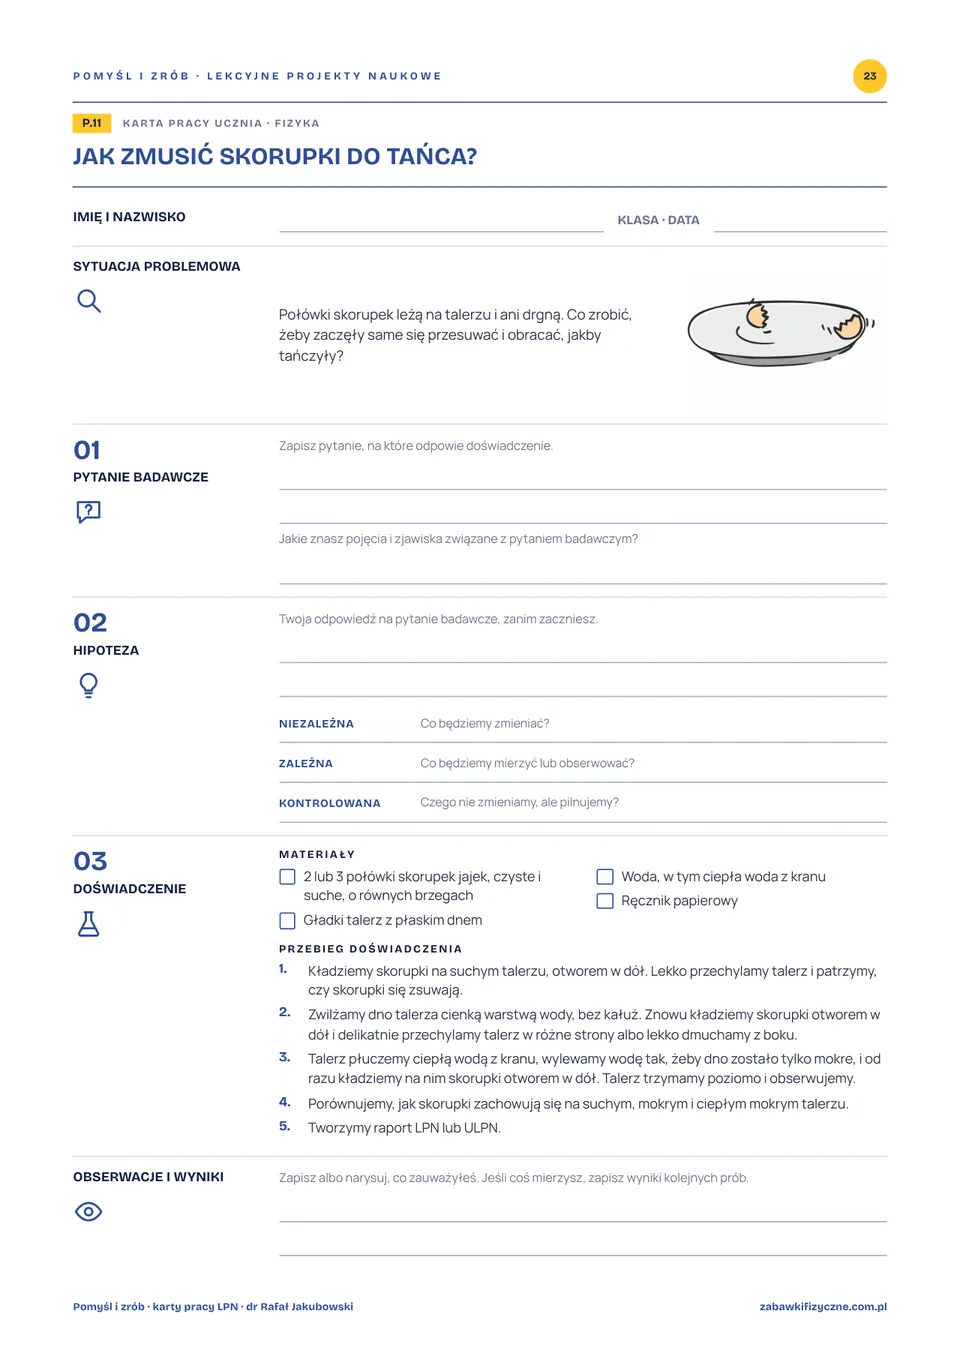 POMYŚL I ZRÓB · LEKCYJNE PROJEKTY NAUKOWE
23
P.11 KARTA PRACY UCZNIA · FIZYKA
JAK ZMUSIĆ SKORUPKI DO TAŃCA?
IMIĘ I NAZWISKO
KLASA · DATA
SYTUACJA PROBLEMOWA
Połówki skorupek leżą na talerzu i ani drgną. Co zrobić,
żeby zaczęły same się przesuwać i obracać, jakby
tańczyły?
01
PYTANIE BADAWCZE
Zapisz pytanie, na które odpowie doświadczenie.
Jakie znasz pojęcia i zjawiska związane z pytaniem badawczym?
02
HIPOTEZA
Twoja odpowiedź na pytanie badawcze, zanim zaczniesz.
NIEZALEŻNA Co będziemy zmieniać?
ZALEŻNA Co będziemy mierzyć lub obserwować?
KONTROLOWANA Czego nie zmieniamy, ale pilnujemy?
03
DOŚWIADCZENIE
MATERIAŁY
2 lub 3 połówki skorupek jajek, czyste i
suche, o równych brzegach
Gładki talerz z płaskim dnem
Woda, w tym ciepła woda z kranu
Ręcznik papierowy
PRZEBIEG DOŚWIADCZENIA
1. Kładziemy skorupki na suchym talerzu, otworem w dół. Lekko przechylamy talerz i patrzymy,
czy skorupki się zsuwają.
2. Zwilżamy dno talerza cienką warstwą wody, bez kałuż. Znowu kładziemy skorupki otworem w
dół i delikatnie przechylamy talerz w różne strony albo lekko dmuchamy z boku.
3. Talerz płuczemy ciepłą wodą z kranu, wylewamy wodę tak, żeby dno zostało tylko mokre, i od
razu kładziemy na nim skorupki otworem w dół. Talerz trzymamy poziomo i obserwujemy.
4. Porównujemy, jak skorupki zachowują się na suchym, mokrym i ciepłym mokrym talerzu.
5. Tworzymy raport LPN lub ULPN.
OBSERWACJE I WYNIKI
Zapisz albo narysuj, co zauważyłeś. Jeśli coś mierzysz, zapisz wyniki kolejnych prób.
Pomyśl i zrób · karty pracy LPN · dr Rafał Jakubowski
zabawkifizyczne.com.pl